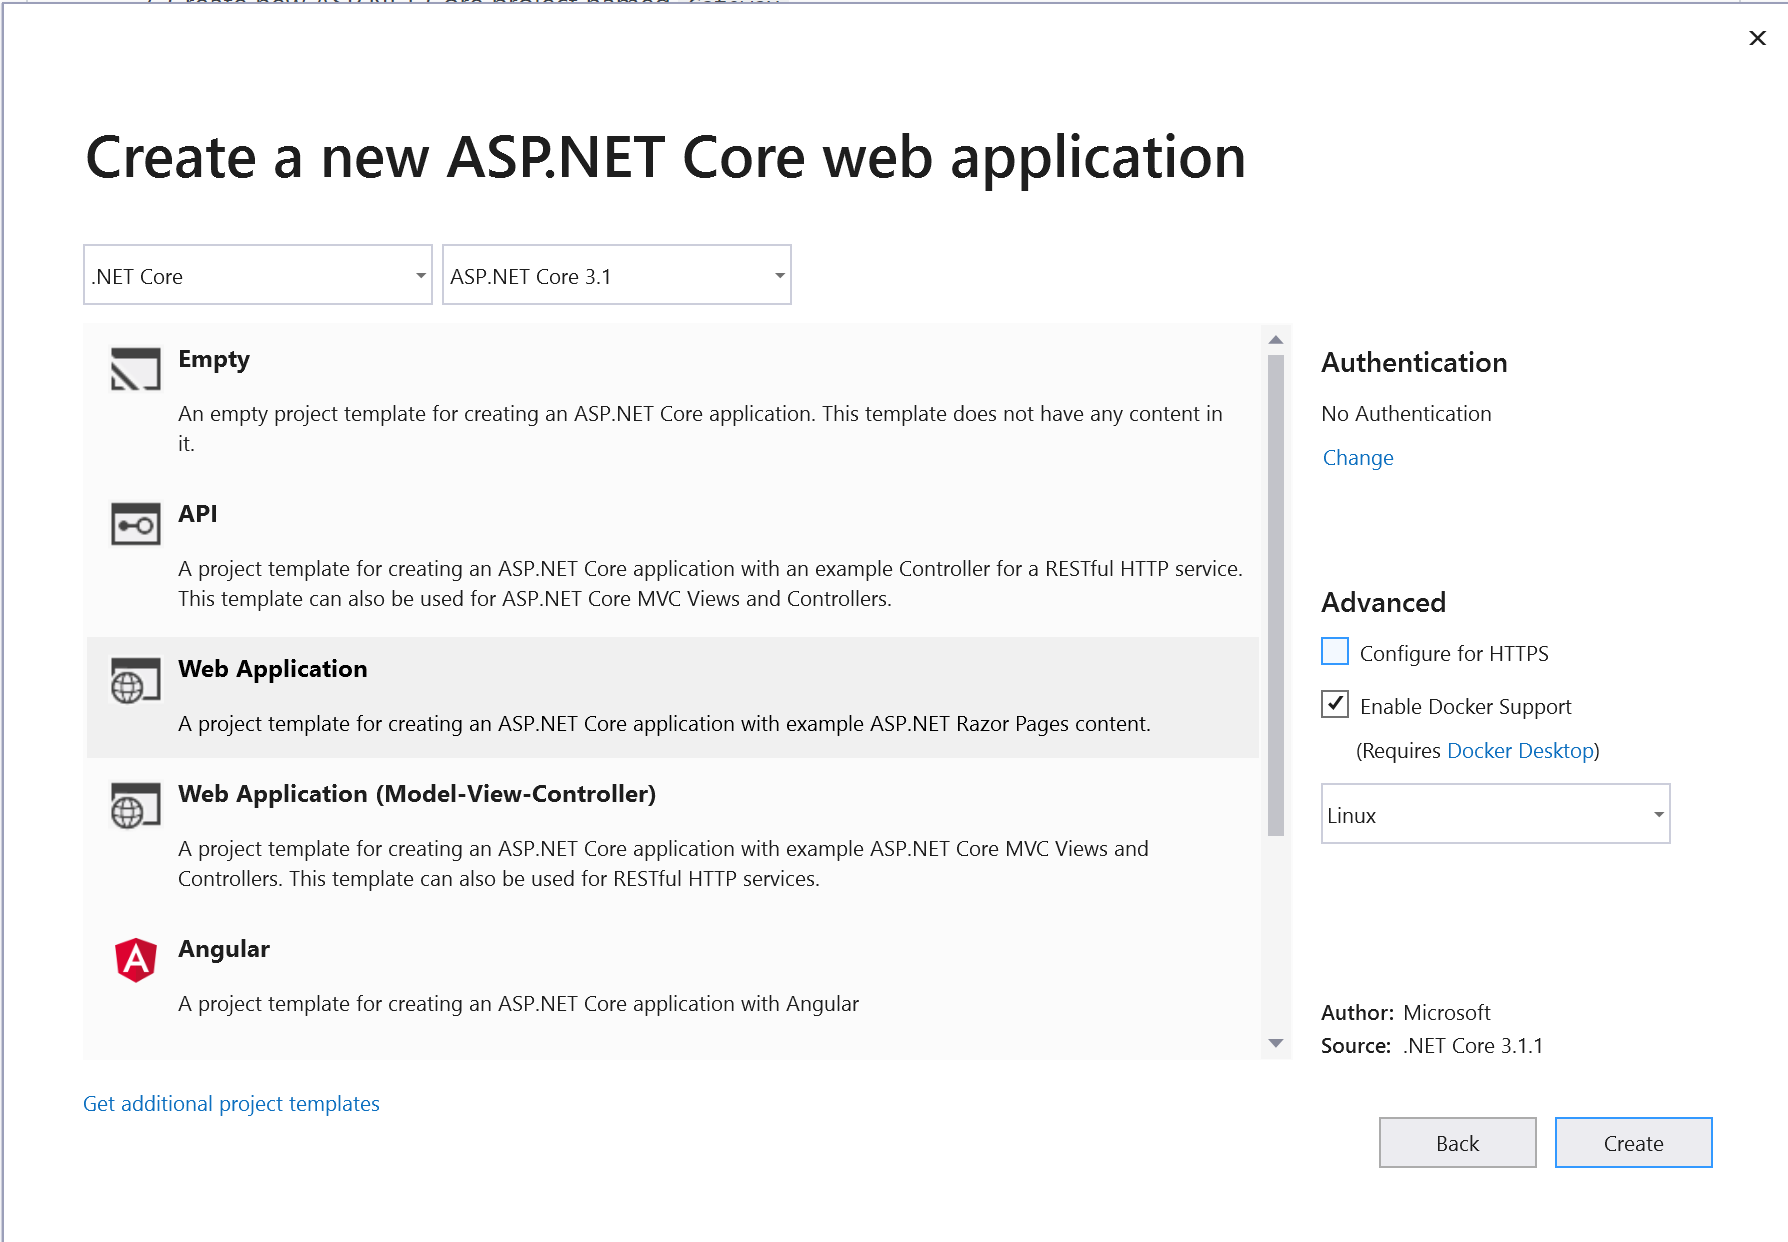 Create a new ASP.NET Core web application
.NET Core
ASP.NET Core 3.1
Empty
An empty project template for creating an ASP.NET Core application. This template does not have any content in
it.
API
A project template for creating an ASP.NET Core application with an example Controller for a RESTful HTTP service.
This template can also be used for ASP.NET Core MVC Views and Controllers.
Web Application
A project template for creating an ASP.NET Core application with example ASP.NET Razor Pages content.
Web Application (Model-View-Controller)
A project template for creating an ASP.NET Core application with example ASP.NET Core MVC Views and
Controllers. This template can also be used for RESTful HTTP services.
Angular
A project template for creating an ASP.NET Core application with Angular
Get additional project templates
Authentication
No Authentication
Change
Advanced
Configure for HTTPS
Enable Docker Support
(Requires Docker Desktop)
Linux
Author: Microsoft
Source: .NET Core 3.1.1
Back
Create